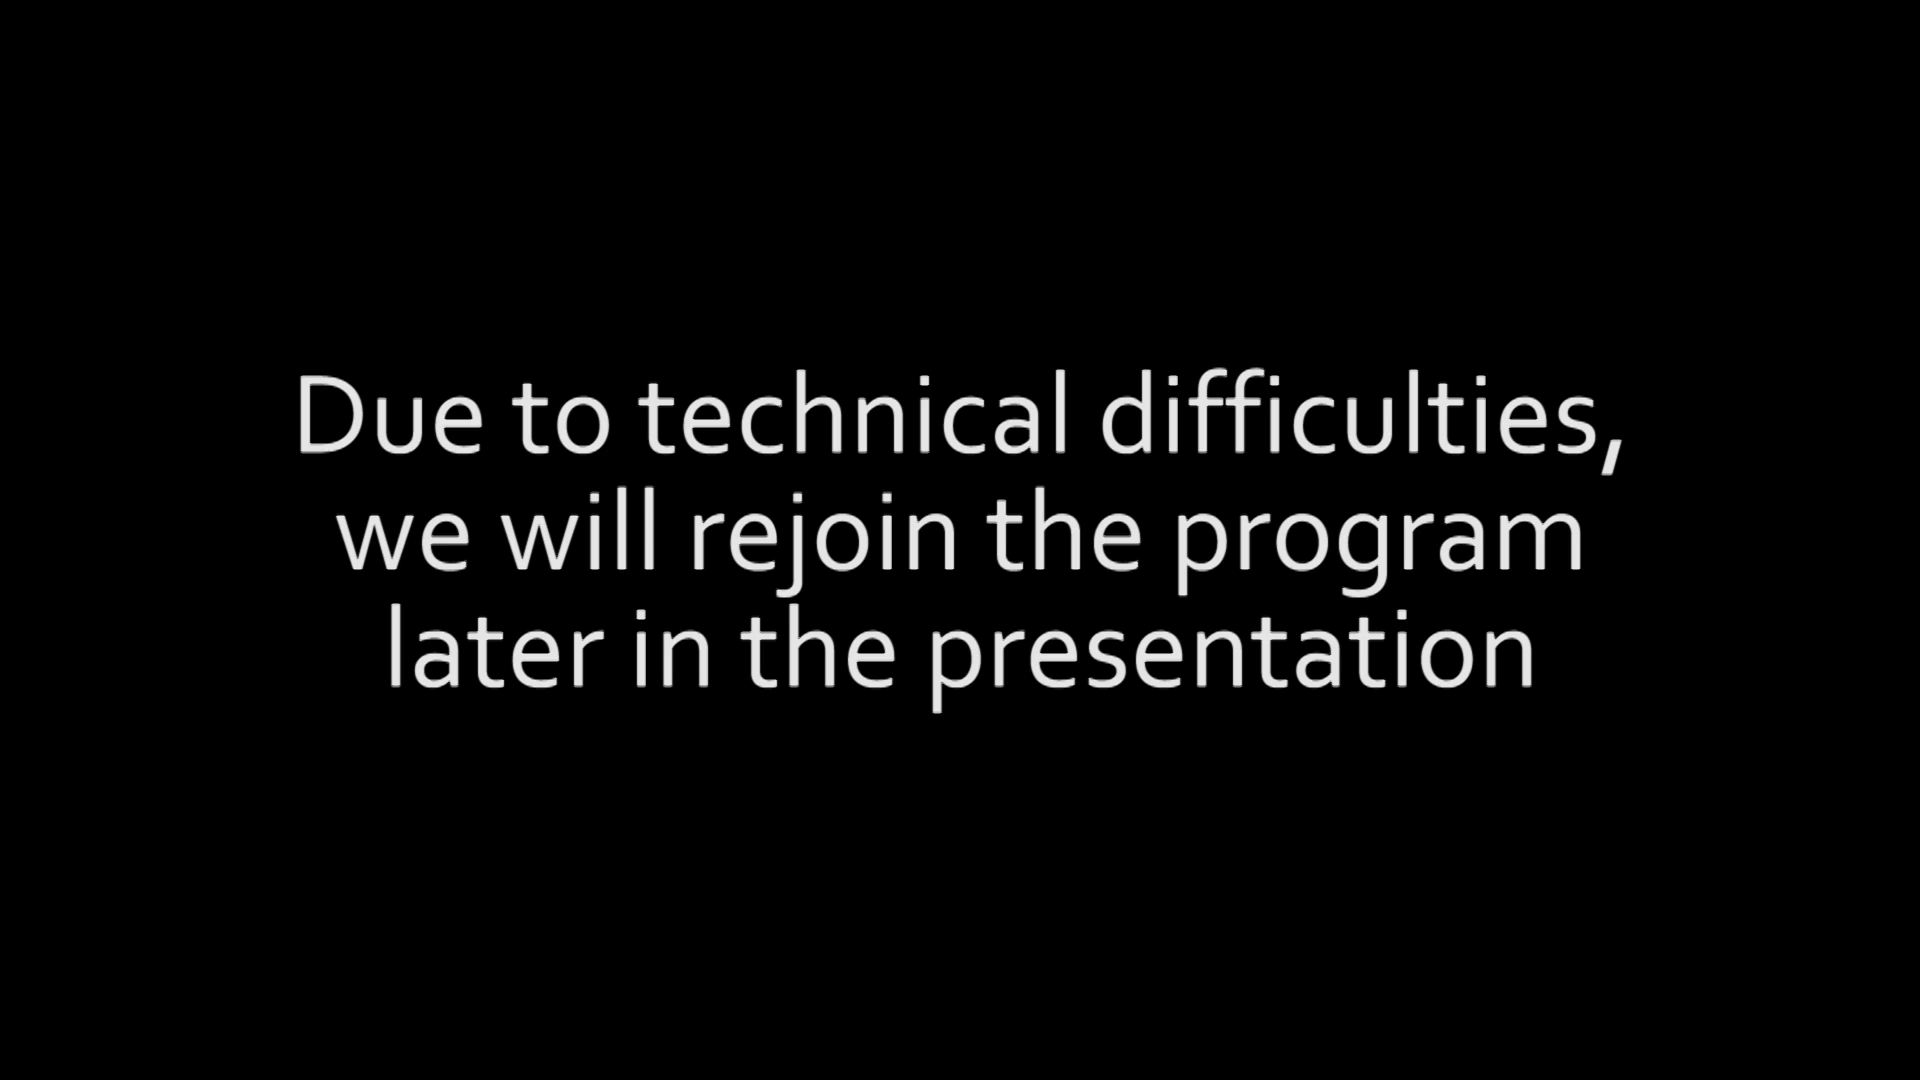 Due to technical difficulties,
we will rejoin the program
later in the presentation